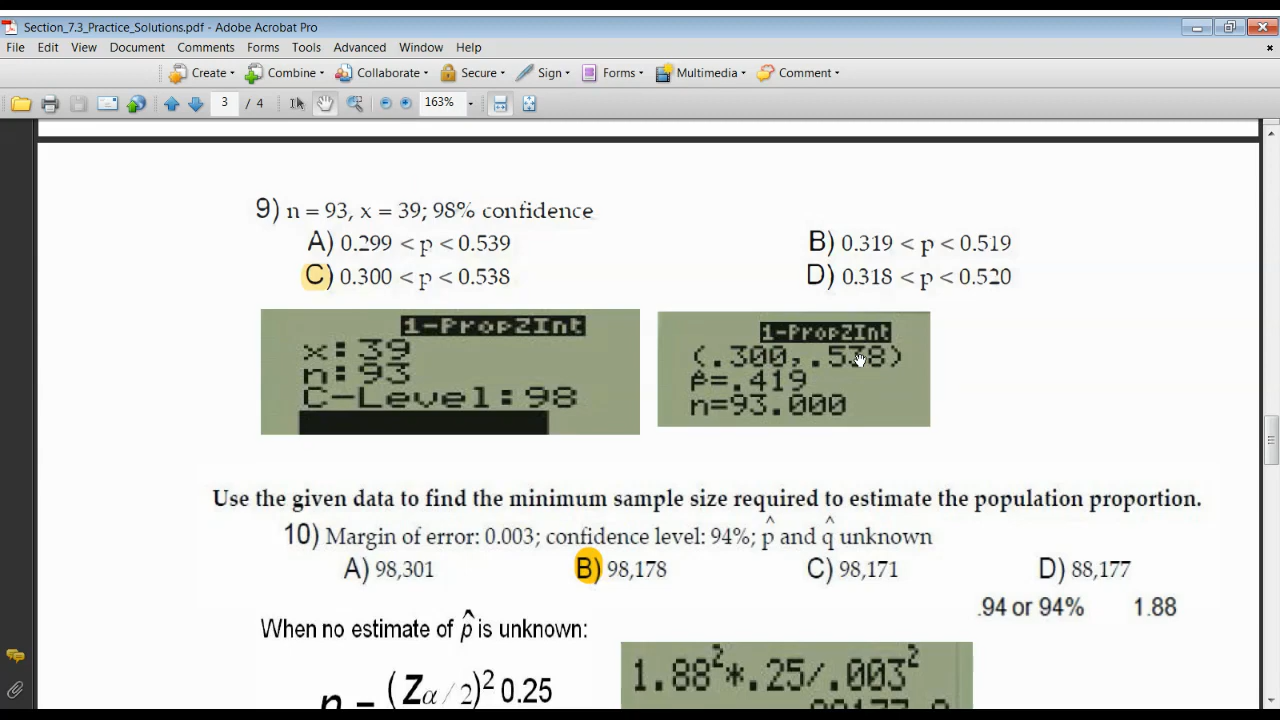 Section_7.3_Practice_Solutions.pdf - Adobe Acrobat Pro
File Edit View Document Comments Forms Tools Advanced Window Help
Create Combine Collaborate Secure Sign Forms Multimedia Comment
3 / 4 163%
9) n = 93, x = 39; 98% confidence
A) 0.299 < p < 0.539 B) 0.319 < p < 0.519
C) 0.300 < p < 0.538 D) 0.318 < p < 0.520
1-PropZInt
x:39
n:93
C-Level:98
1-PropZInt
(.300,.538)
p̂=.419
n=93.000
Use the given data to find the minimum sample size required to estimate the population proportion.
10) Margin of error: 0.003; confidence level: 94%; p̂ and q̂ unknown
A) 98,301 B) 98,178 C) 98,171 D) 88,177
.94 or 94% 1.88
When no estimate of p̂ is unknown:
n = (Zα/2)² 0.25
1.88²*.25/.003²